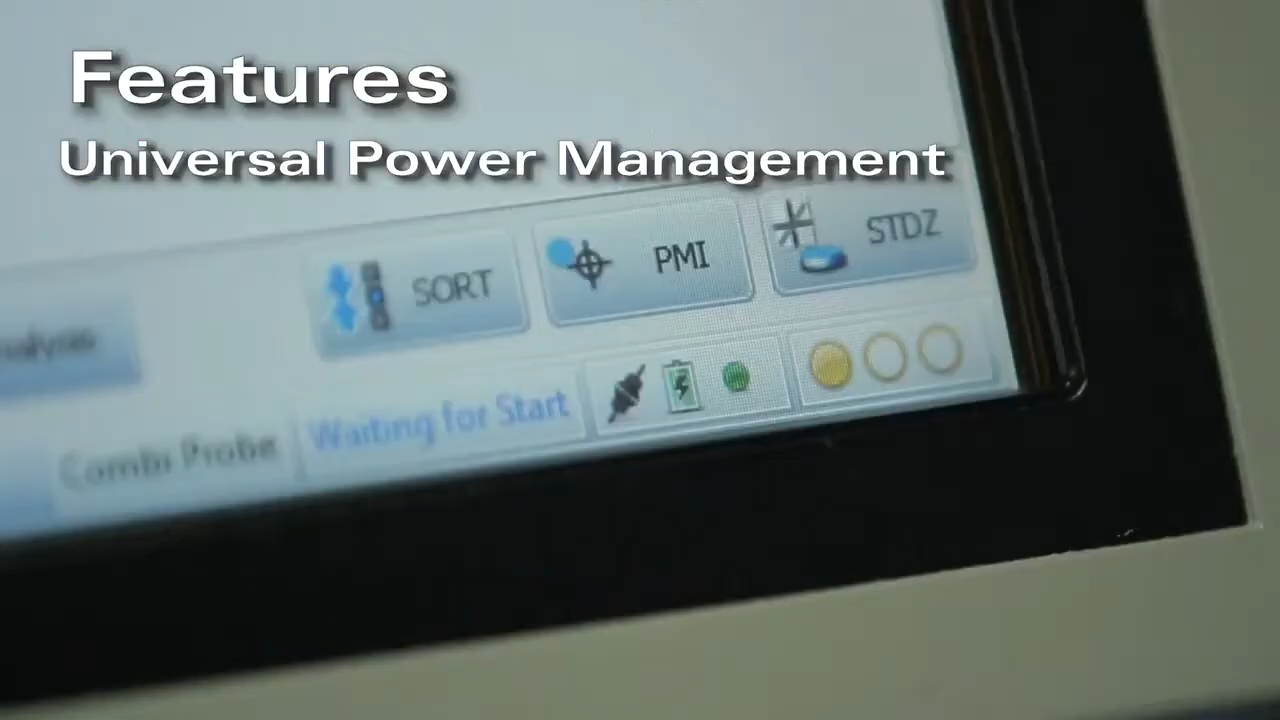 Features
Universal Power Management
SORT
PMI
STDZ
Combi Probe
Waiting for Start